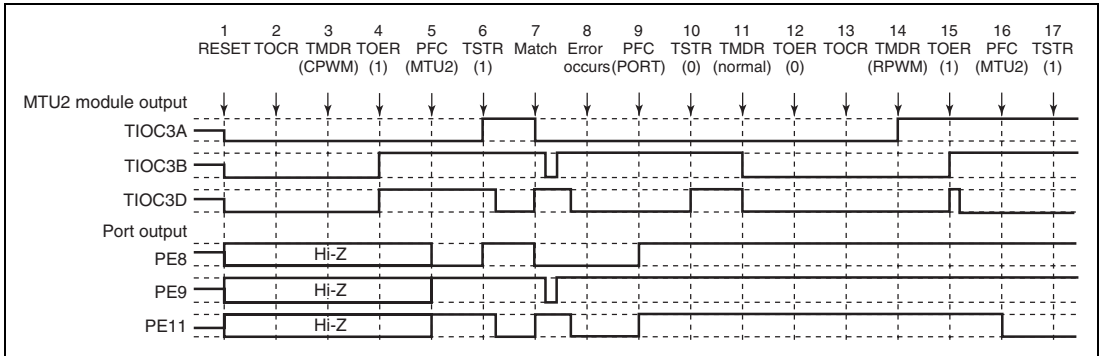 1 2 3 4 5 6 7 8 9 10 11 12 13 14 15 16 17
RESET TOCR TMDR TOER PFC TSTR Match Error PFC TSTR TMDR TOER TOCR TMDR TOER PFC TSTR
(CPWM) (1) (MTU2) (1) occurs (PORT) (0) (normal) (0) (RPWM) (1) (MTU2) (1)
MTU2 module output
TIOC3A
TIOC3B
TIOC3D
Port output
PE8 Hi-Z
PE9 Hi-Z
PE11 Hi-Z